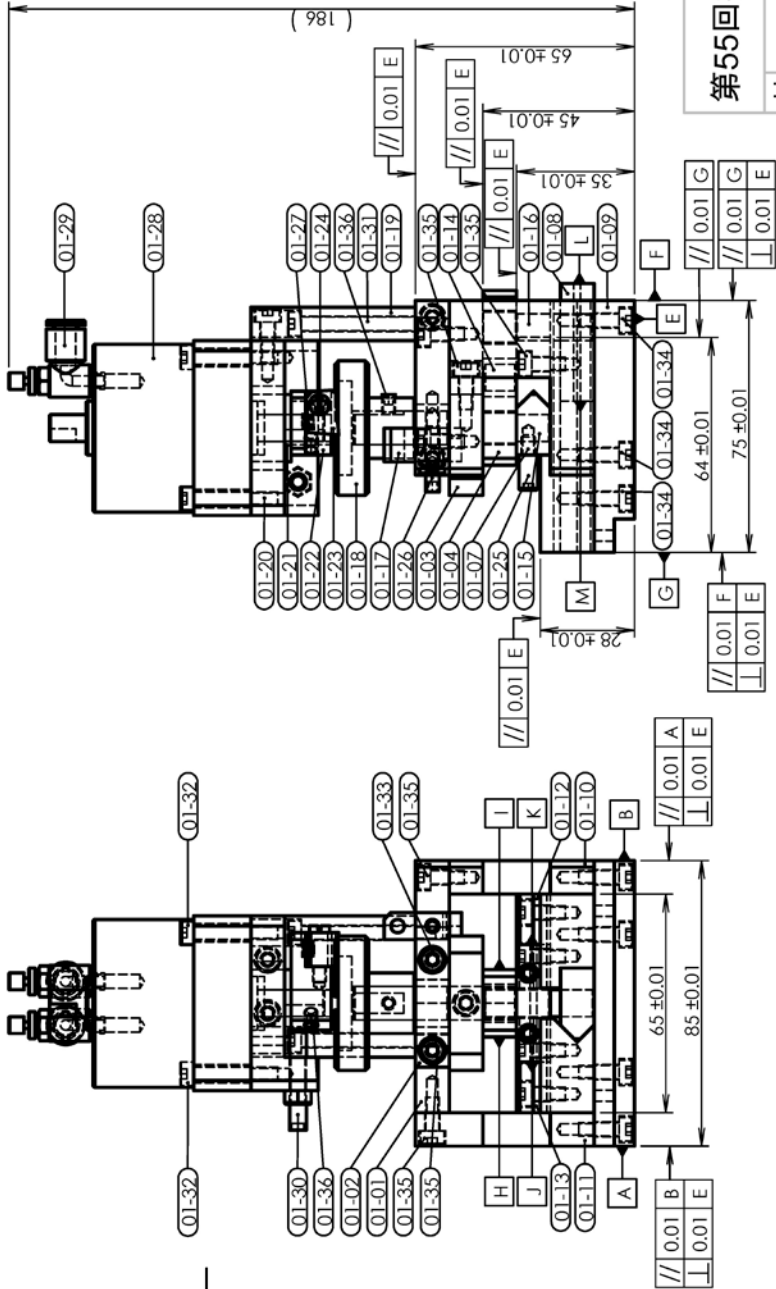 ( 186 )
65 ±0.01
45 ±0.01
35 ±0.01
// 0.01 E
// 0.01 E
// 0.01 E
第55回
01-29
01-28
01-27
01-24
01-36
01-31
01-19
01-35
01-14
01-35
01-16
01-08
L
01-09
F
E
01-34
01-34
01-34
// 0.01 G
// 0.01 G
⊥ 0.01 E
64 ±0.01
75 ±0.01
01-20
01-21
01-22
01-23
01-18
01-17
01-26
01-03
01-04
01-07
01-25
01-15
M
G
28 ±0.01
// 0.01 E
// 0.01 F
⊥ 0.01 E
01-32
01-33
01-35
I
K
01-12
01-10
B
// 0.01 A
⊥ 0.01 E
65 ±0.01
85 ±0.01
01-32
01-30
01-36
01-02
01-01
01-35
01-35
H
J
01-13
01-11
A
// 0.01 B
⊥ 0.01 E